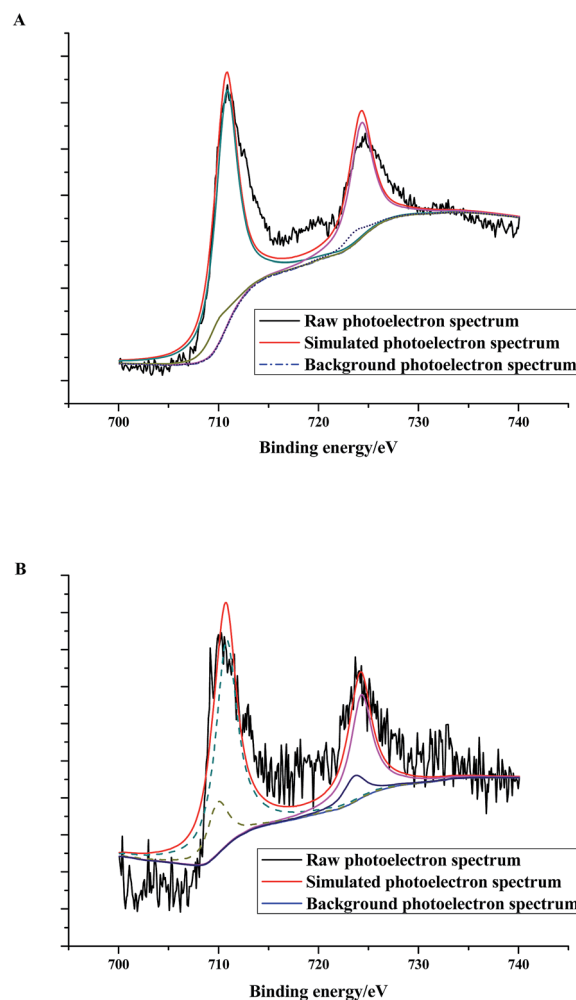 A
Raw photoelectron spectrum
Simulated photoelectron spectrum
Background photoelectron spectrum
700 710 720 730 740
Binding energy/eV
B
Raw photoelectron spectrum
Simulated photoelectron spectrum
Background photoelectron spectrum
700 710 720 730 740
Binding energy/eV